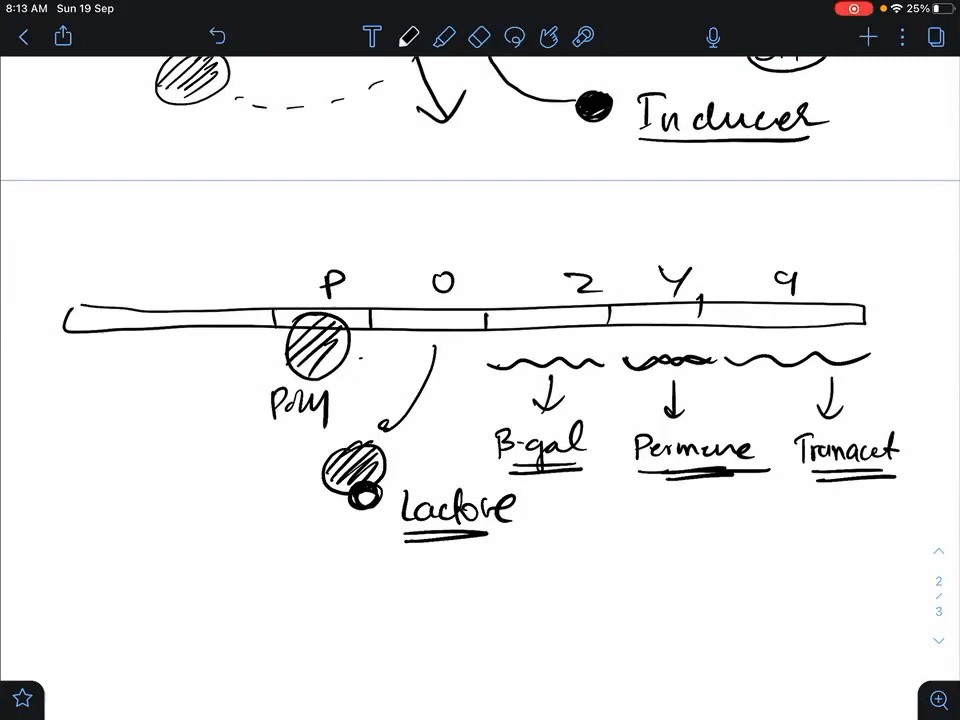 8:13 AM Sun 19 Sep
25%
T
Inducer
P O Z Y a
Poly
B-gal Permease Transacet
Lactose
2
/
3